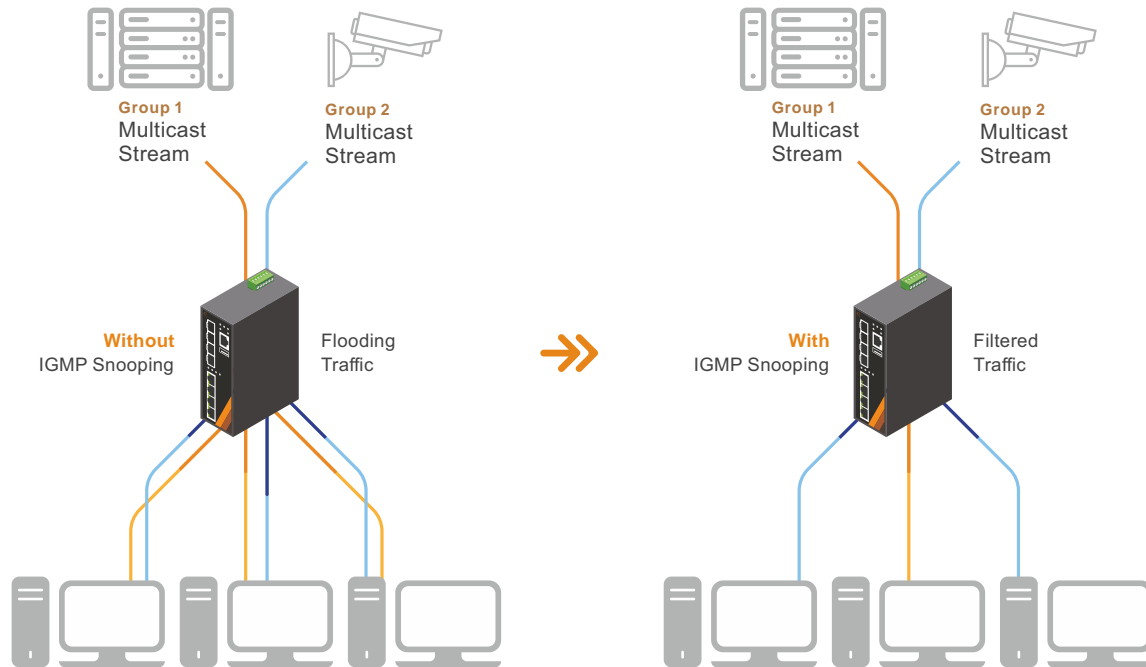 Group 1
Multicast
Stream
Group 2
Multicast
Stream
Without
IGMP Snooping
Flooding
Traffic
Group 1
Multicast
Stream
Group 2
Multicast
Stream
With
IGMP Snooping
Filtered
Traffic